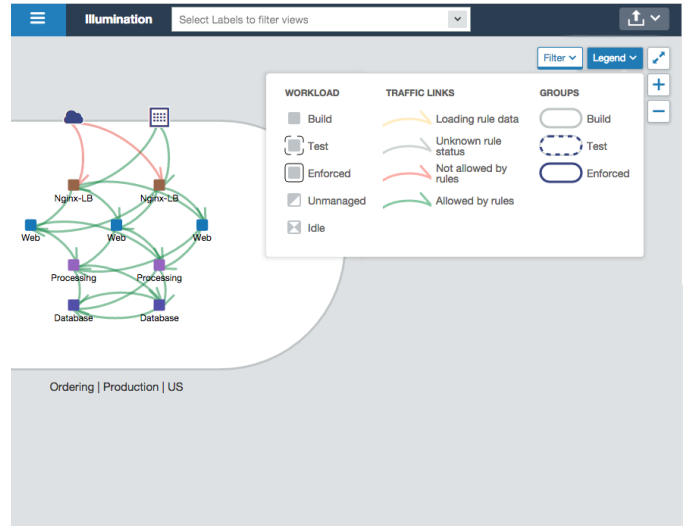 Illumination
Select Labels to filter views
Filter
Legend
WORKLOAD
TRAFFIC LINKS
GROUPS
Build
Loading rule data
Build
Test
Unknown rule
status
Test
Enforced
Not allowed by
rules
Enforced
Unmanaged
Allowed by rules
Idle
Nginx-LB
Nginx-LB
Web
Web
Web
Processing
Processing
Database
Database
Ordering | Production | US